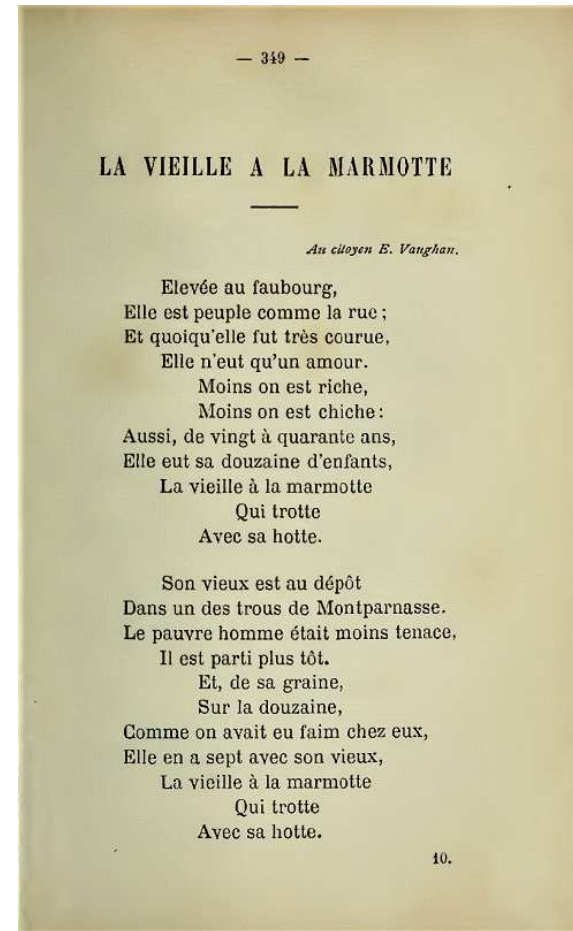 — 349 —
LA VIEILLE A LA MARMOTTE
Au citoyen E. Vaughan.
Elevée au faubourg,
Elle est peuple comme la rue ;
Et quoiqu'elle fut très courue,
Elle n'eut qu'un amour.
Moins on est riche,
Moins on est chiche :
Aussi, de vingt à quarante ans,
Elle eut sa douzaine d'enfants,
La vieille à la marmotte
Qui trotte
Avec sa hotte.
Son vieux est au dépôt
Dans un des trous de Montparnasse.
Le pauvre homme était moins tenace,
Il est parti plus tôt.
Et, de sa graine,
Sur la douzaine,
Comme on avait eu faim chez eux,
Elle en a sept avec son vieux,
La vieille à la marmotte
Qui trotte
Avec sa hotte.
10.